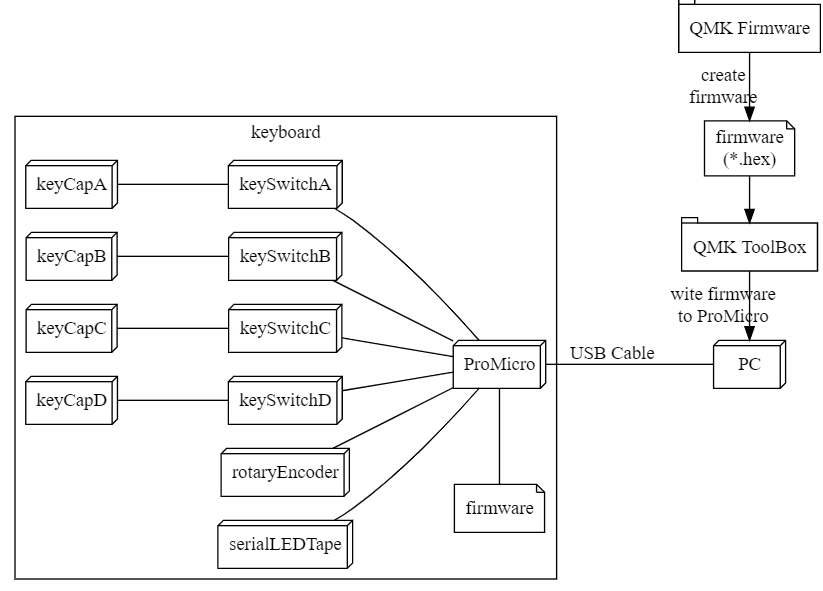 QMK Firmware
create
firmware
firmware
(*.hex)
QMK ToolBox
wite firmware
to ProMicro
PC
USB Cable
keyboard
keyCapA
keySwitchA
keyCapB
keySwitchB
keyCapC
keySwitchC
keyCapD
keySwitchD
ProMicro
rotaryEncoder
firmware
serialLEDTape